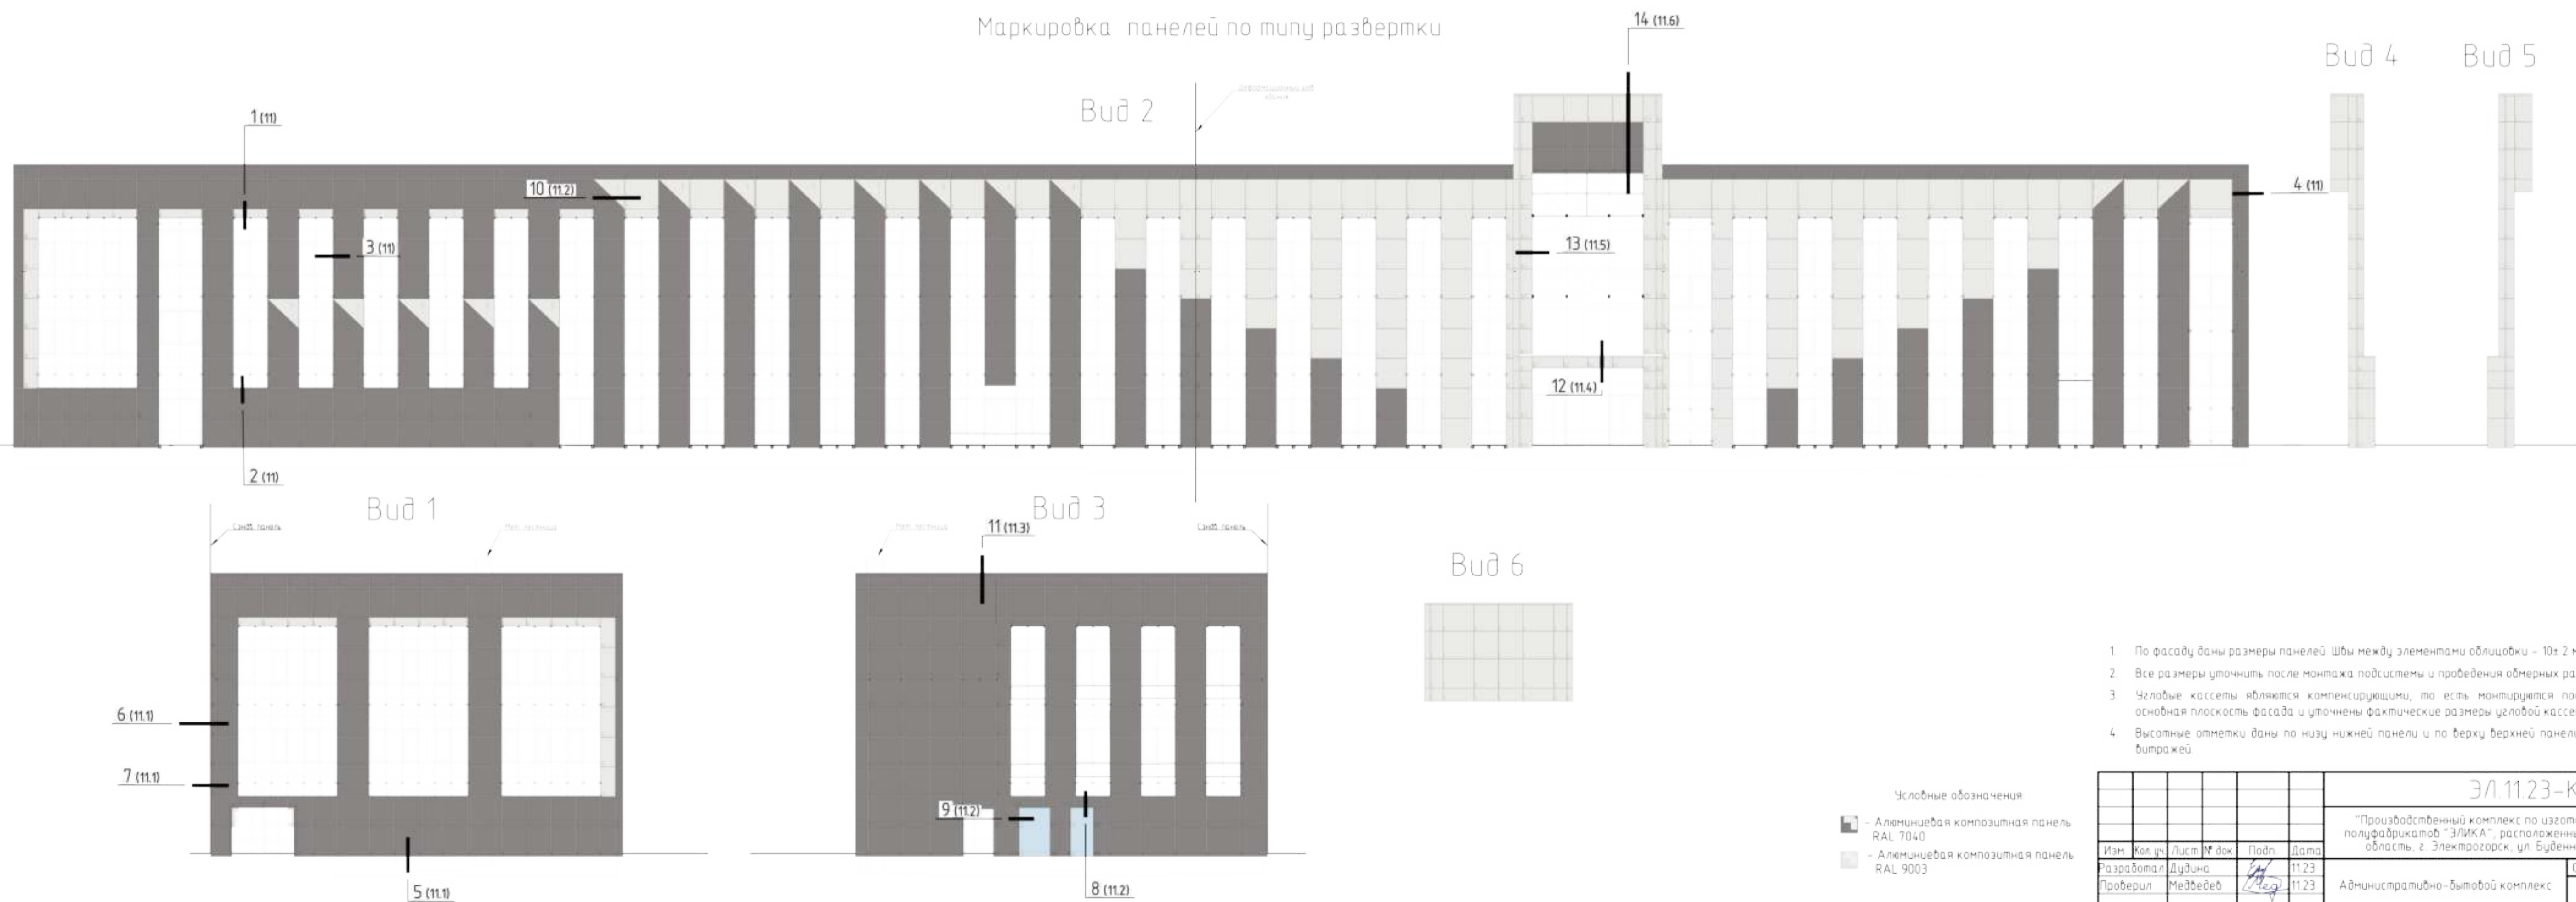 Маркировка панелей по типу развертки
14 (11.6)
Вид 4
Вид 5
Вид 2
1 (11)
10 (11.2)
4 (11)
3 (11)
13 (11.5)
12 (11.4)
2 (11)
Вид 1
Вид 3
Сэндв. панель
Мет. лестница
Мет. лестница
11 (11.3)
Сэндв. панель
Вид 6
6 (11.1)
7 (11.1)
9 (11.2)
5 (11.1)
8 (11.2)
1. По фасаду даны размеры панелей. Швы между элементами облицовки - 10± 2 м
2. Все размеры уточнить после монтажа подсистемы и проведения обмерных ра
3. Угловые кассеты являются компенсирующими, то есть монтируются по
основная плоскость фасада и уточнены фактические размеры угловой кассе
4. Высотные отметки даны по низу нижней панели и по верху верхней панел
витражей.
Условные обозначения
- Алюминиевая композитная панель
RAL 7040
- Алюминиевая композитная панель
RAL 9003
ЭЛ.11.23-К
"Производственный комплекс по изгот
полуфабрикатов "ЭЛИКА", расположенн
область, г. Электрогорск, ул. Буденн
Изм. Кол. уч. Лист № док. Подп. Дата
Разработал Дудина 11.23
Проверил Медведев 11.23
Административно-бытовой комплекс